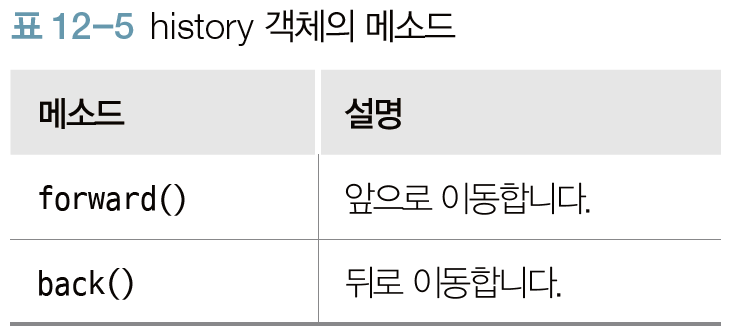 표 12-5 history 객체의 메소드
메소드 설명
forward() 앞으로 이동합니다.
back() 뒤로 이동합니다.